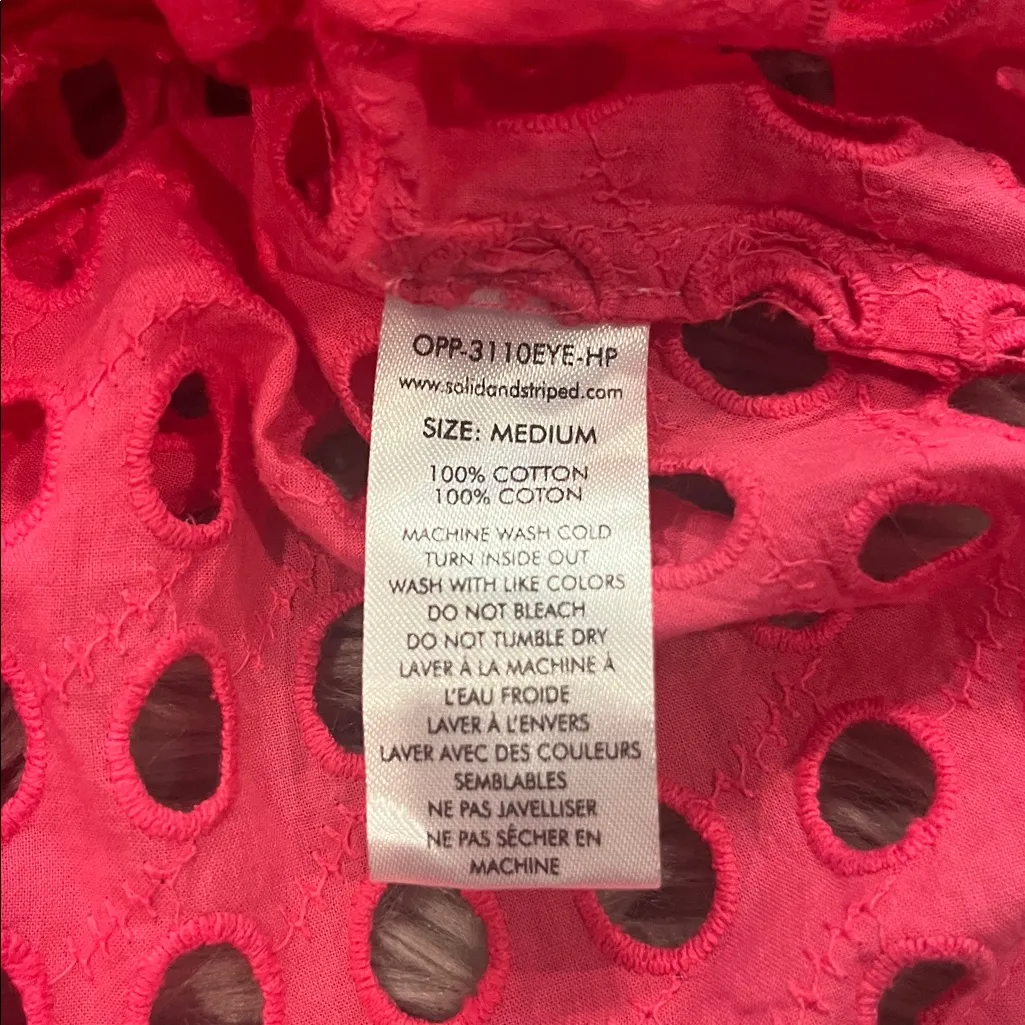 OPP-3110EYE-HP
www.solidandstriped.com
SIZE: MEDIUM
100% COTTON
100% COTON
MACHINE WASH COLD
TURN INSIDE OUT
WASH WITH LIKE COLORS
DO NOT BLEACH
DO NOT TUMBLE DRY
LAVER À LA MACHINE À
L'EAU FROIDE
LAVER À L'ENVERS
LAVER AVEC DES COULEURS
SEMBLABLES
NE PAS JAVELLISER
NE PAS SÉCHER EN
MACHINE